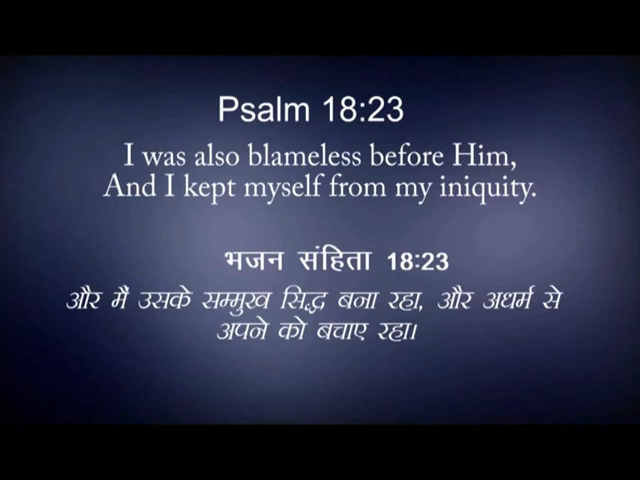 Psalm 18:23
I was also blameless before Him,
And I kept myself from my iniquity.
भजन संहिता 18:23
और मैं उसके सम्मुख सिद्ध बना रहा, और अधर्म से
अपने को बचाए रहा।